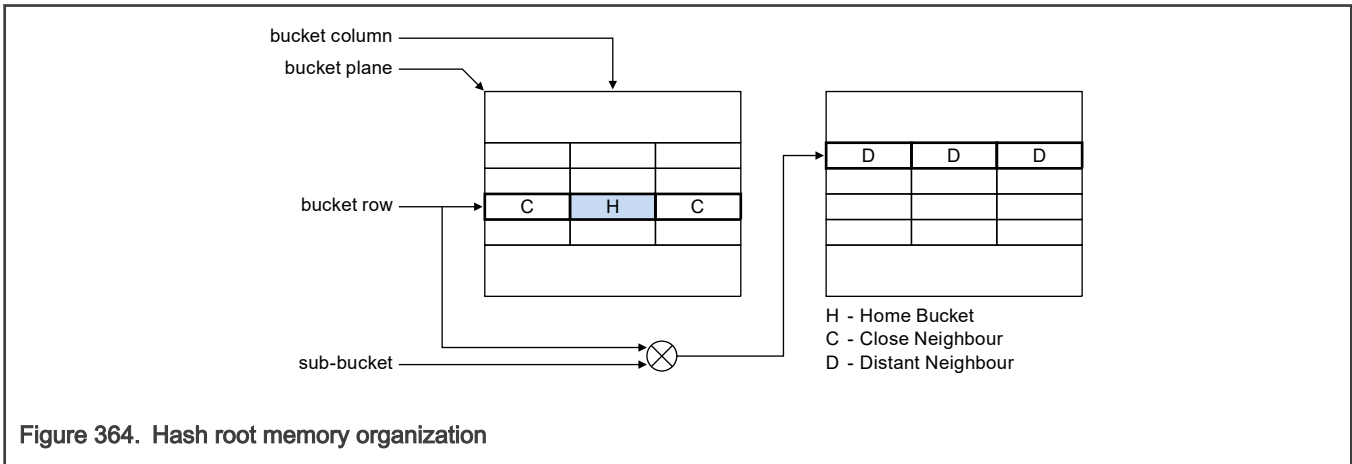 bucket column
bucket plane
bucket row
C H C
D D D
sub-bucket
H - Home Bucket
C - Close Neighbour
D - Distant Neighbour
Figure 364. Hash root memory organization